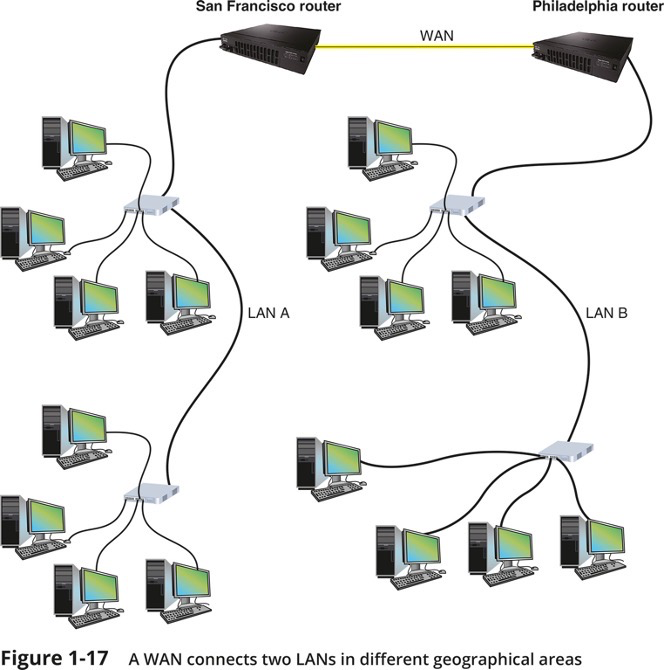 San Francisco router
Philadelphia router
WAN
LAN A
LAN B
Figure 1-17 A WAN connects two LANs in different geographical areas